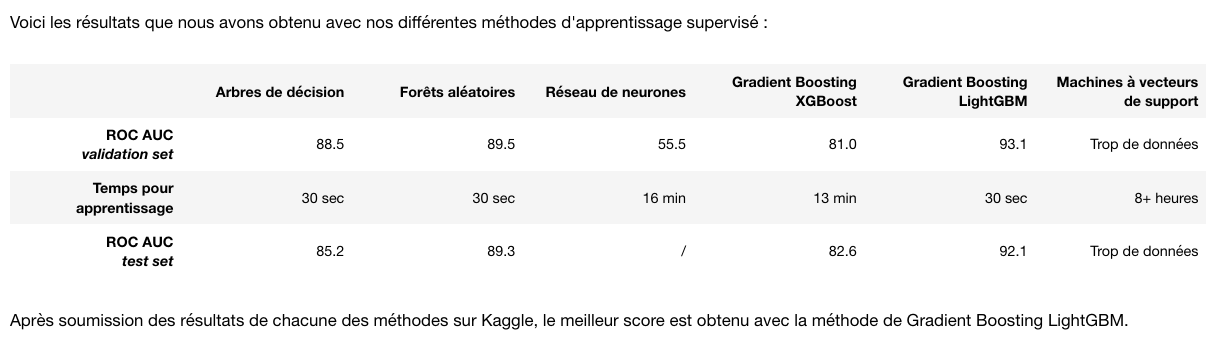 Voici les résultats que nous avons obtenu avec nos différentes méthodes d'apprentissage supervisé :
Arbres de décision Forêts aléatoires Réseau de neurones Gradient Boosting XGBoost Gradient Boosting LightGBM Machines à vecteurs de support
ROC AUC validation set 88.5 89.5 55.5 81.0 93.1 Trop de données
Temps pour apprentissage 30 sec 30 sec 16 min 13 min 30 sec 8+ heures
ROC AUC test set 85.2 89.3 / 82.6 92.1 Trop de données
Après soumission des résultats de chacune des méthodes sur Kaggle, le meilleur score est obtenu avec la méthode de Gradient Boosting LightGBM.